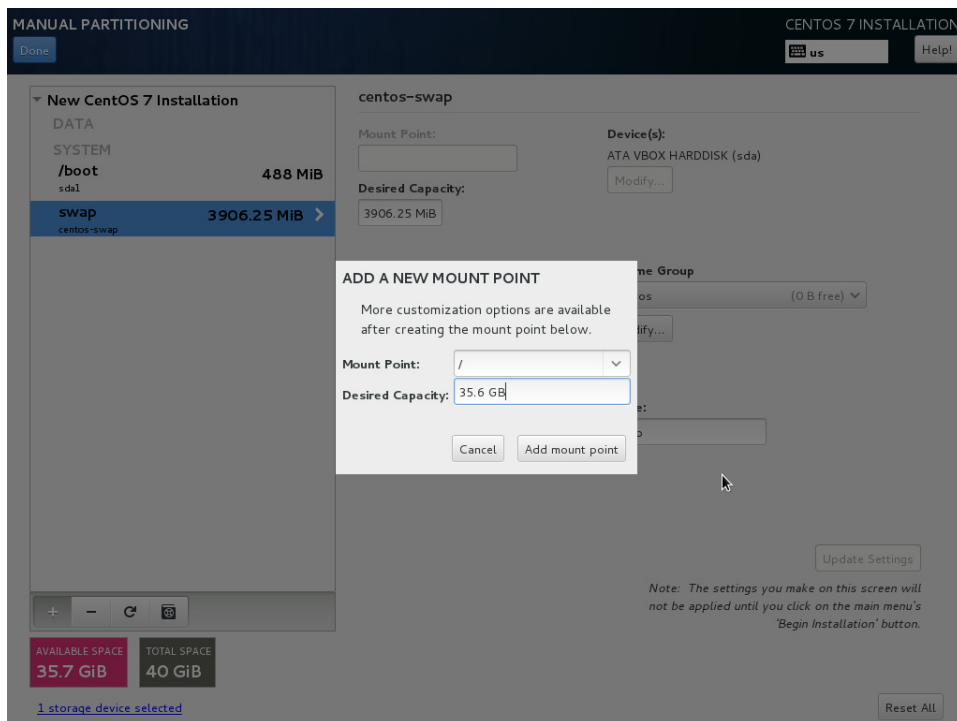 MANUAL PARTITIONING
CENTOS 7 INSTALLATION
Done
us
Help!
New CentOS 7 Installation
centos-swap
DATA
SYSTEM
/boot
488 MiB
sda1
swap
3906.25 MiB
centos-swap
Mount Point:
Device(s):
ATA VBOX HARDDISK (sda)
Modify...
Desired Capacity:
3906.25 MiB
me Group
os
(0 B free)
dify...
e:
ADD A NEW MOUNT POINT
More customization options are available
after creating the mount point below.
Mount Point:
/
Desired Capacity:
35.6 GB
Cancel
Add mount point
Update Settings
Note: The settings you make on this screen will
not be applied until you click on the main menu's
'Begin Installation' button.
+ −
AVAILABLE SPACE
35.7 GiB
TOTAL SPACE
40 GiB
1 storage device selected
Reset All